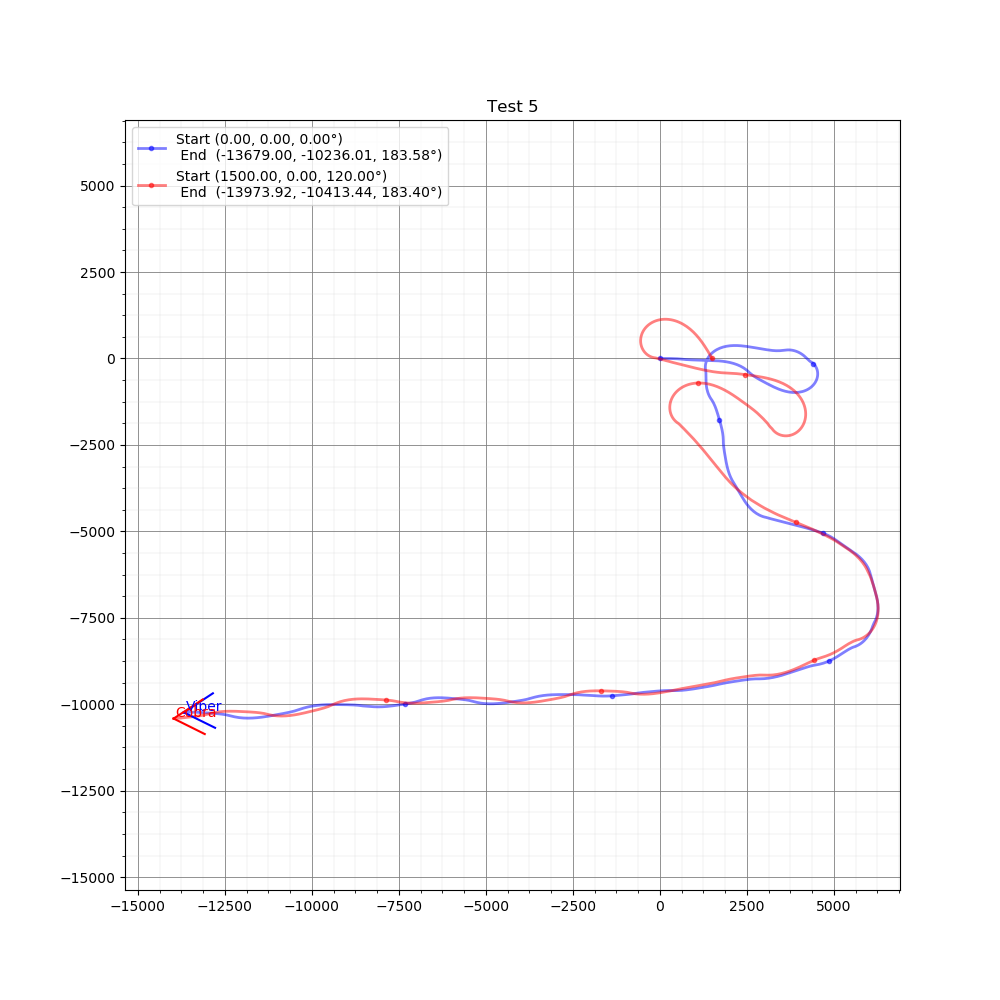 Test 5
Start (0.00, 0.00, 0.00°)
End (-13679.00, -10236.01, 183.58°)
Start (1500.00, 0.00, 120.00°)
End (-13973.92, -10413.44, 183.40°)
5000
2500
0
−2500
−5000
−7500
−10000
−12500
−15000
Viper
Cobra
−15000 −12500 −10000 −7500 −5000 −2500 0 2500 5000